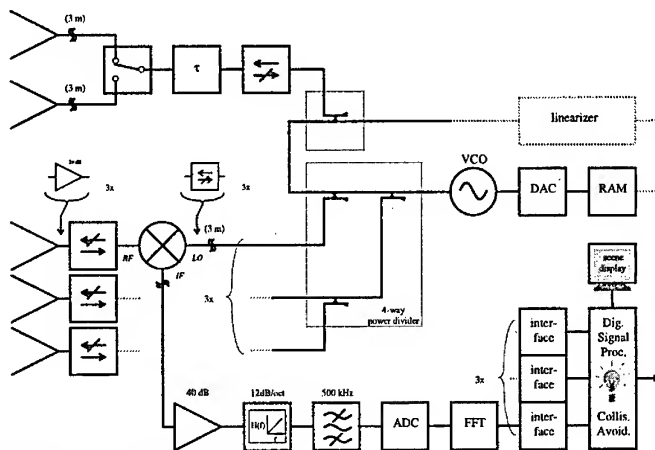 (3 m)
(3 m)
τ
linearizer
VCO
DAC
RAM
3x
3x
(3 m)
RF
LO
IF
3x
4-way
power divider
scene
display
inter-
face
inter-
face
inter-
face
3x
Dig.
Signal
Proc.
Collis.
Avoid.
40 dB
12dB/oct
H(f)
f
500 kHz
ADC
FFT